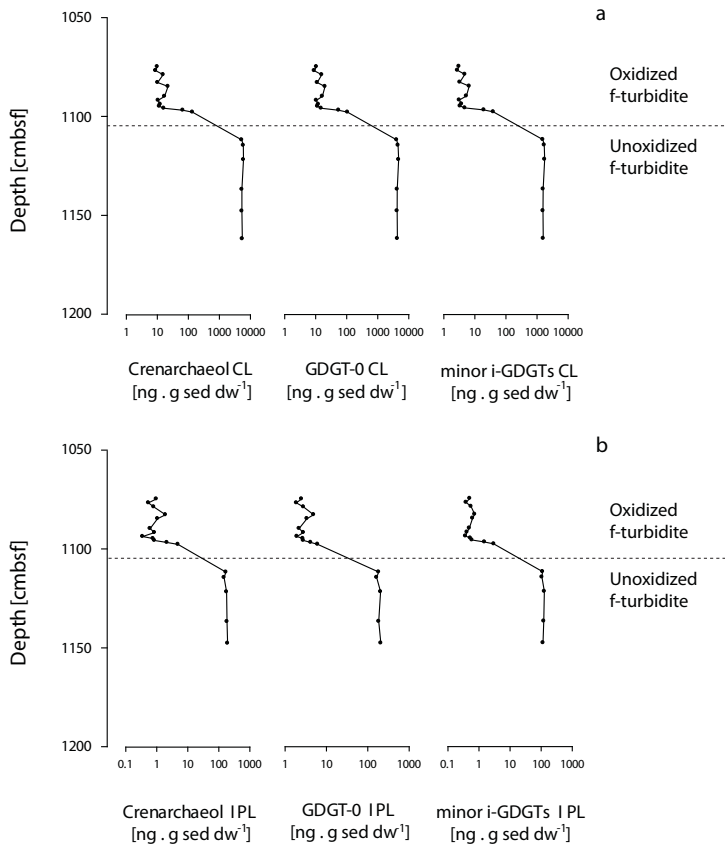 a
1050
1100
1150
1200
Depth [cmbsf]
Oxidized
f-turbidite
Unoxidized
f-turbidite
1 10 100 1000 10000
1 10 100 1000 10000
1 10 100 1000 10000
Crenarchaeol CL
[ng . g sed dw-1]
GDGT-0 CL
[ng . g sed dw-1]
minor i-GDGTs CL
[ng . g sed dw-1]
b
1050
1100
1150
1200
Depth [cmbsf]
Oxidized
f-turbidite
Unoxidized
f-turbidite
0.1 1 10 100 1000
1 10 100 1000
0.1 1 10 100 1000
Crenarchaeol IPL
[ng . g sed dw-1]
GDGT-0 IPL
[ng . g sed dw-1]
minor i-GDGTs IPL
[ng . g sed dw-1]